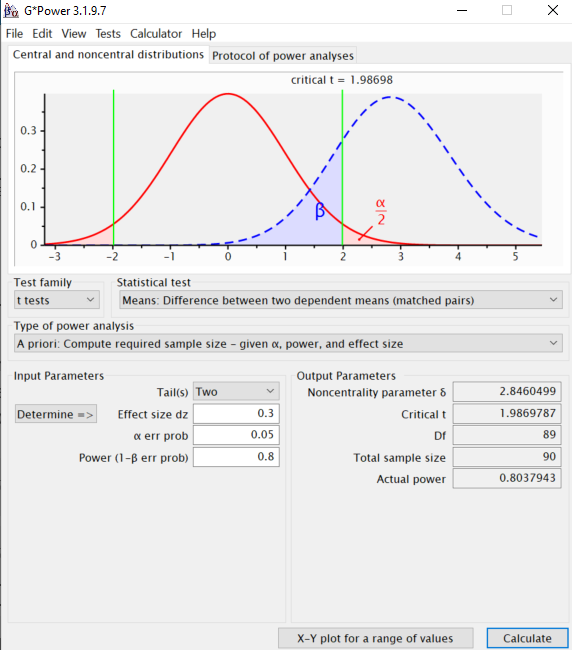 G*Power 3.1.9.7
File Edit View Tests Calculator Help
Central and noncentral distributions Protocol of power analyses
critical t = 1.98698
0.3
0.2
0.1
0
β
α
2
-3 -2 -1 0 1 2 3 4 5
Test family Statistical test
t tests Means: Difference between two dependent means (matched pairs)
Type of power analysis
A priori: Compute required sample size - given α, power, and effect size
Input Parameters Output Parameters
Tail(s) Two Noncentrality parameter δ 2.8460499
Determine => Effect size dz 0.3 Critical t 1.9869787
α err prob 0.05 Df 89
Power (1-β err prob) 0.8 Total sample size 90
Actual power 0.8037943
X-Y plot for a range of values Calculate